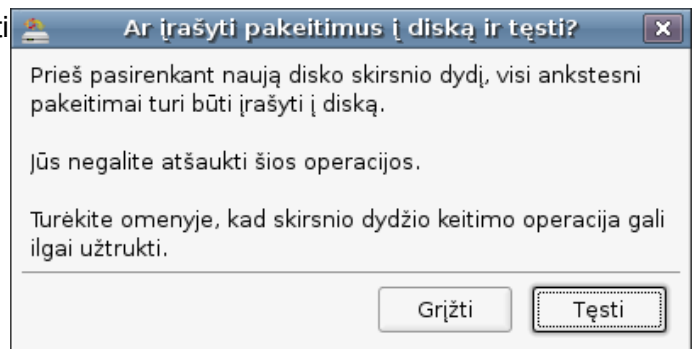 ti
Ar įrašyti pakeitimus į diską ir tęsti?
Prieš pasirenkant naują disko skirsnio dydį, visi ankstesni
pakeitimai turi būti įrašyti į diską.
Jūs negalite atšaukti šios operacijos.
Turėkite omenyje, kad skirsnio dydžio keitimo operacija gali
ilgai užtrukti.
Grįžti
Tęsti